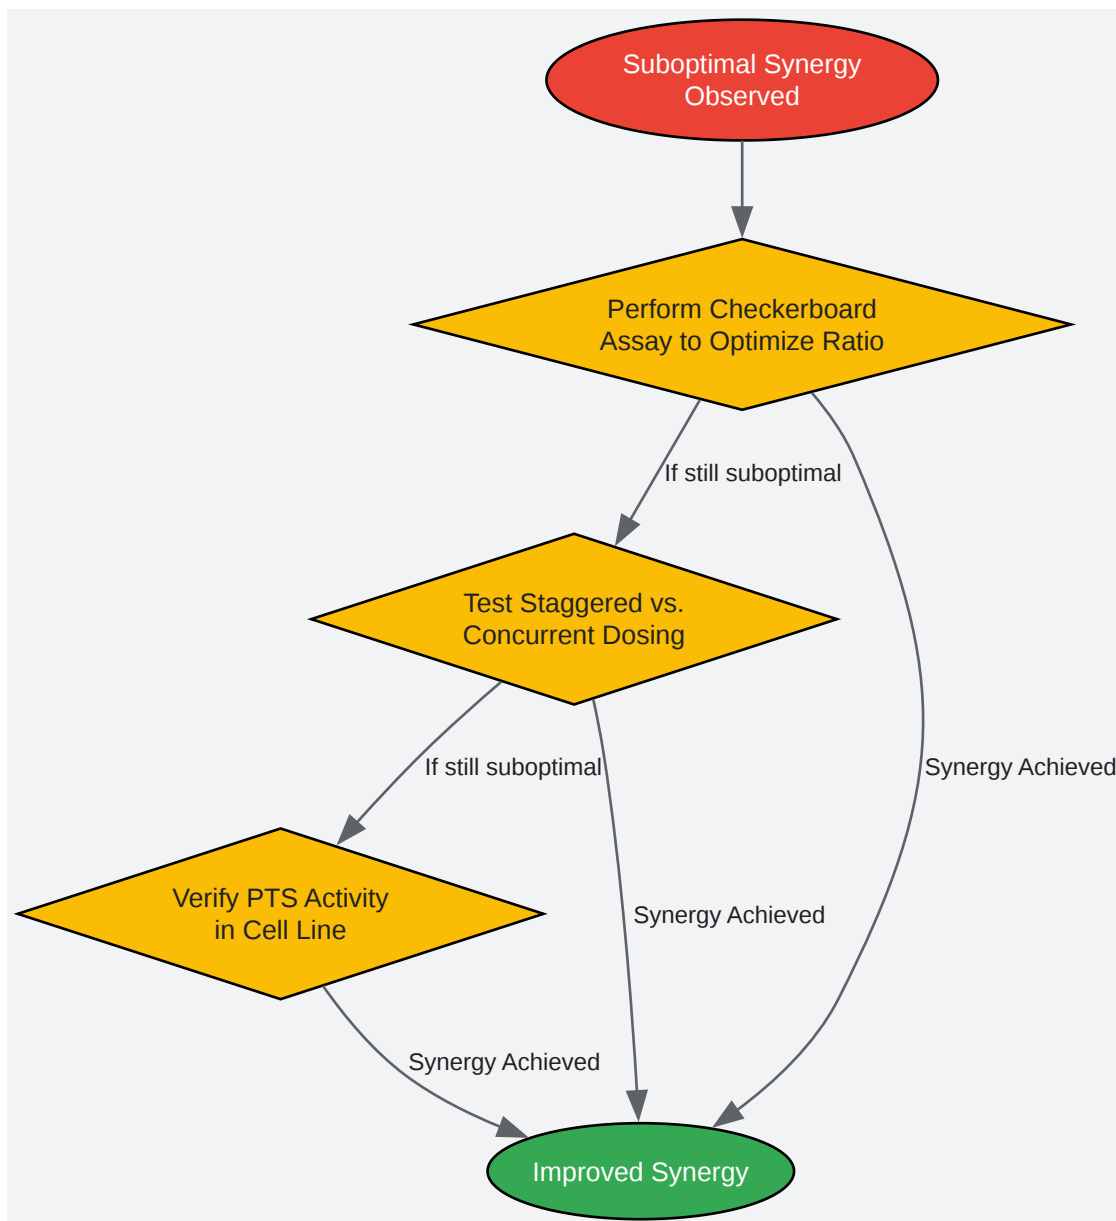 Suboptimal Synergy
Observed
Perform Checkerboard
Assay to Optimize Ratio
If still suboptimal
Test Staggered vs.
Concurrent Dosing
If still suboptimal
Synergy Achieved
Verify PTS Activity
in Cell Line
Synergy Achieved
Synergy Achieved
Improved Synergy